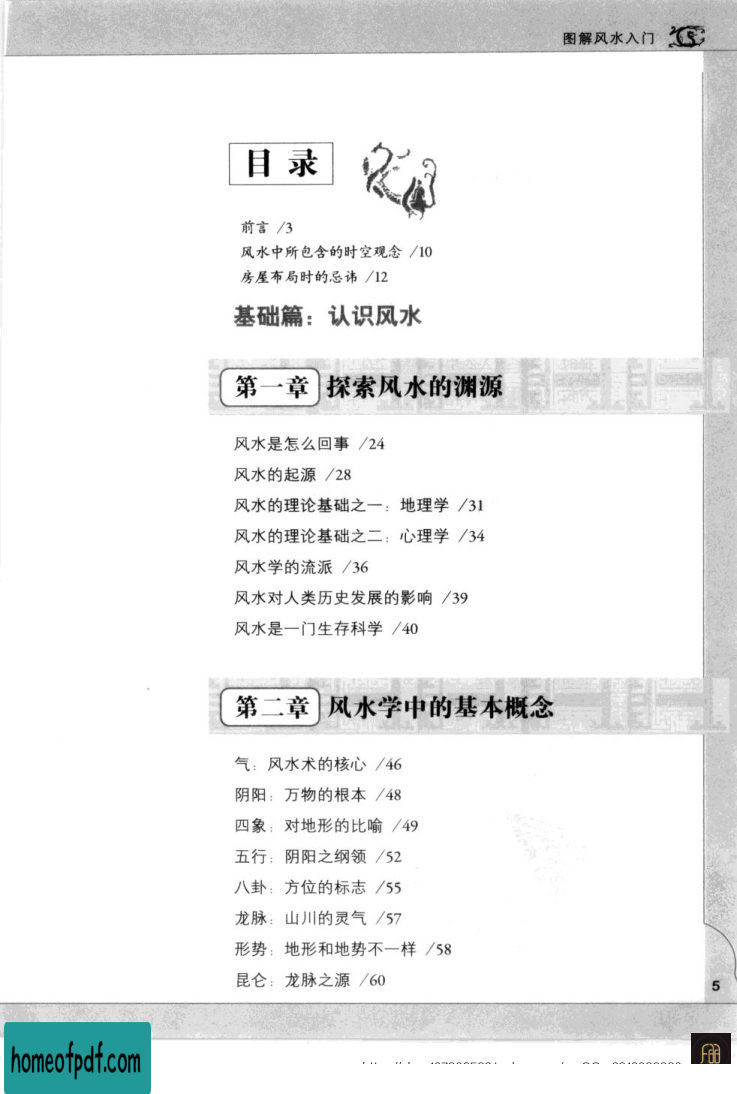 图解风水入门
目录
前言 /3
风水中所包含的时空观念 /10
房屋布局时的忌讳 /12
基础篇：认识风水
第一章 探索风水的渊源
风水是怎么回事 /24
风水的起源 /28
风水的理论基础之一：地理学 /31
风水的理论基础之二：心理学 /34
风水学的流派 /36
风水对人类历史发展的影响 /39
风水是一门生存科学 /40
第二章 风水学中的基本概念
气：风水术的核心 /46
阴阳：万物的根本 /48
四象：对地形的比喻 /49
五行：阴阳之纲领 /52
八卦：方位的标志 /55
龙脉：山川的灵气 /57
形势：地形和地势不一样 /58
昆仑：龙脉之源 /60
5
homeofpdf.com